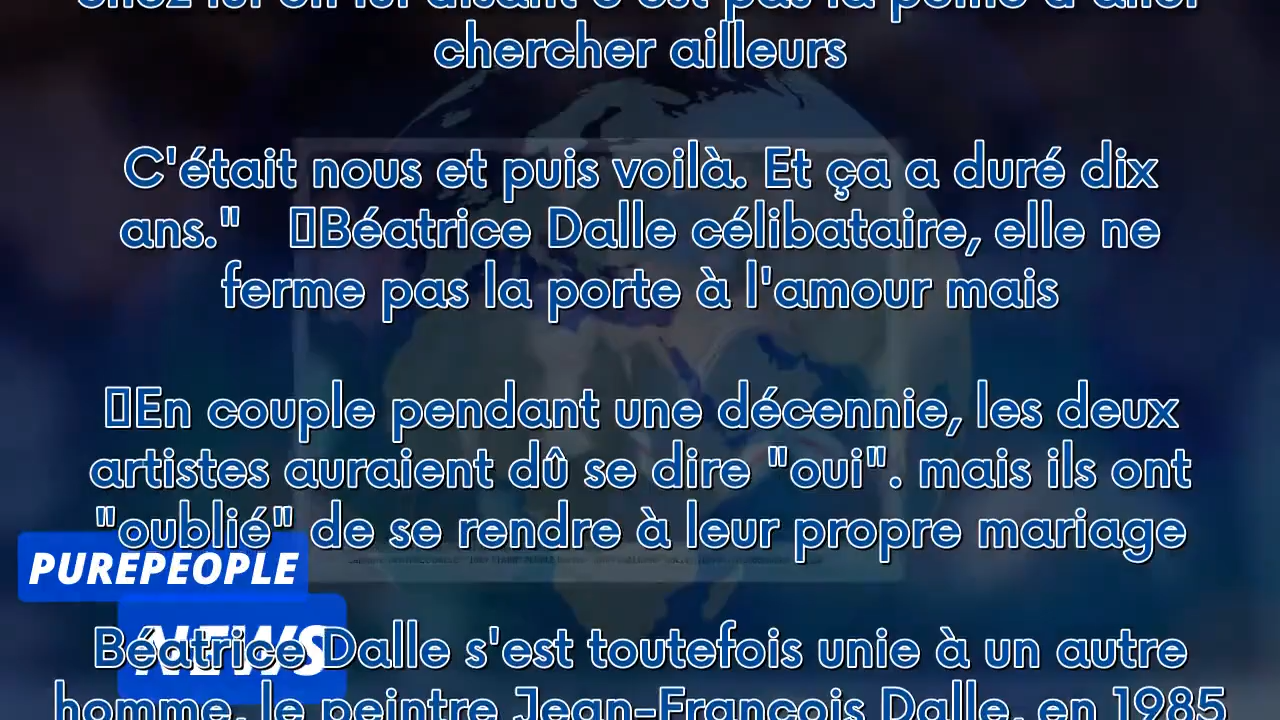 chez lui en lui disant c'est pas la peine d'aller
chercher ailleurs
C'était nous et puis voilà. Et ça a duré dix
ans." Béatrice Dalle célibataire, elle ne
ferme pas la porte à l'amour mais
En couple pendant une décennie, les deux
artistes auraient dû se dire "oui". mais ils ont
"oublié" de se rendre à leur propre mariage
PUREPEOPLE
NEWS
Béatrice Dalle s'est toutefois unie à un autre
homme, le peintre Jean-François Dalle, en 1985